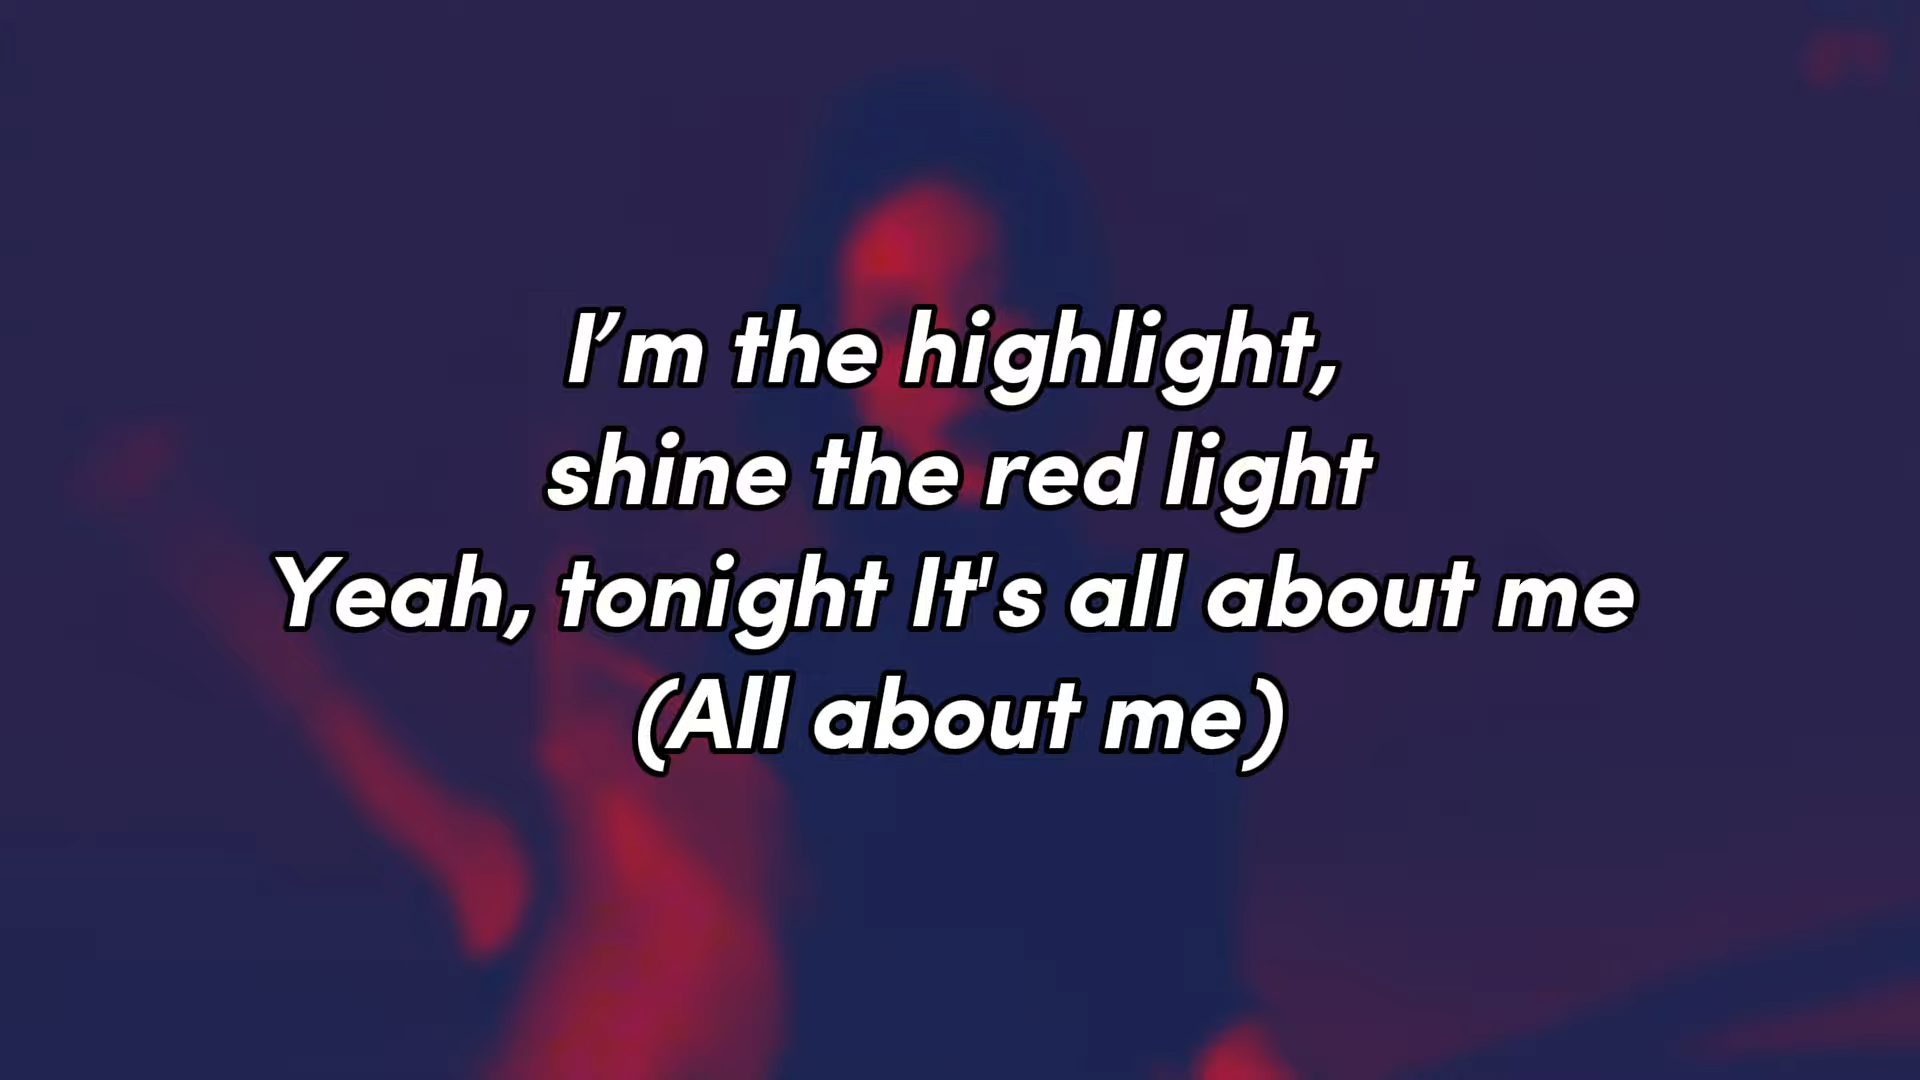 I’m the highlight,
shine the red light
Yeah, tonight It's all about me
(All about me)